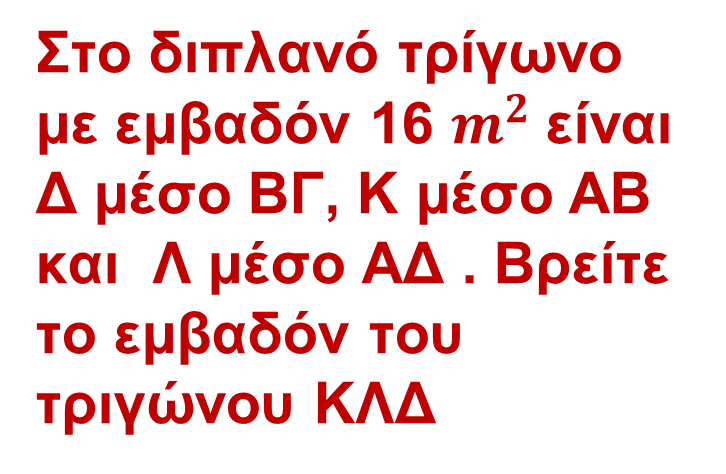 Στο διπλανό τρίγωνο
με εμβαδόν 16 m² είναι
Δ μέσο ΒΓ, Κ μέσο ΑΒ
και Λ μέσο ΑΔ . Βρείτε
το εμβαδόν του
τριγώνου ΚΛΔ